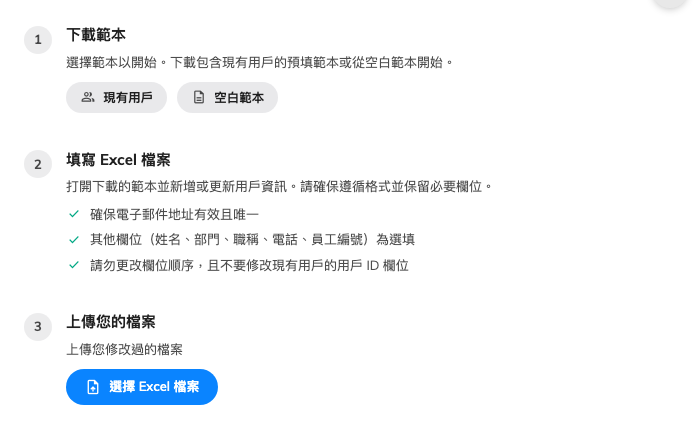 1
下載範本
選擇範本以開始。下載包含現有用戶的預填範本或從空白範本開始。
現有用戶
空白範本
2
填寫 Excel 檔案
打開下載的範本並新增或更新用戶資訊。請確保遵循格式並保留必要欄位。
確保電子郵件地址有效且唯一
其他欄位（姓名、部門、職稱、電話、員工編號）為選填
請勿更改欄位順序，且不要修改現有用戶的用戶 ID 欄位
3
上傳您的檔案
上傳您修改過的檔案
選擇 Excel 檔案